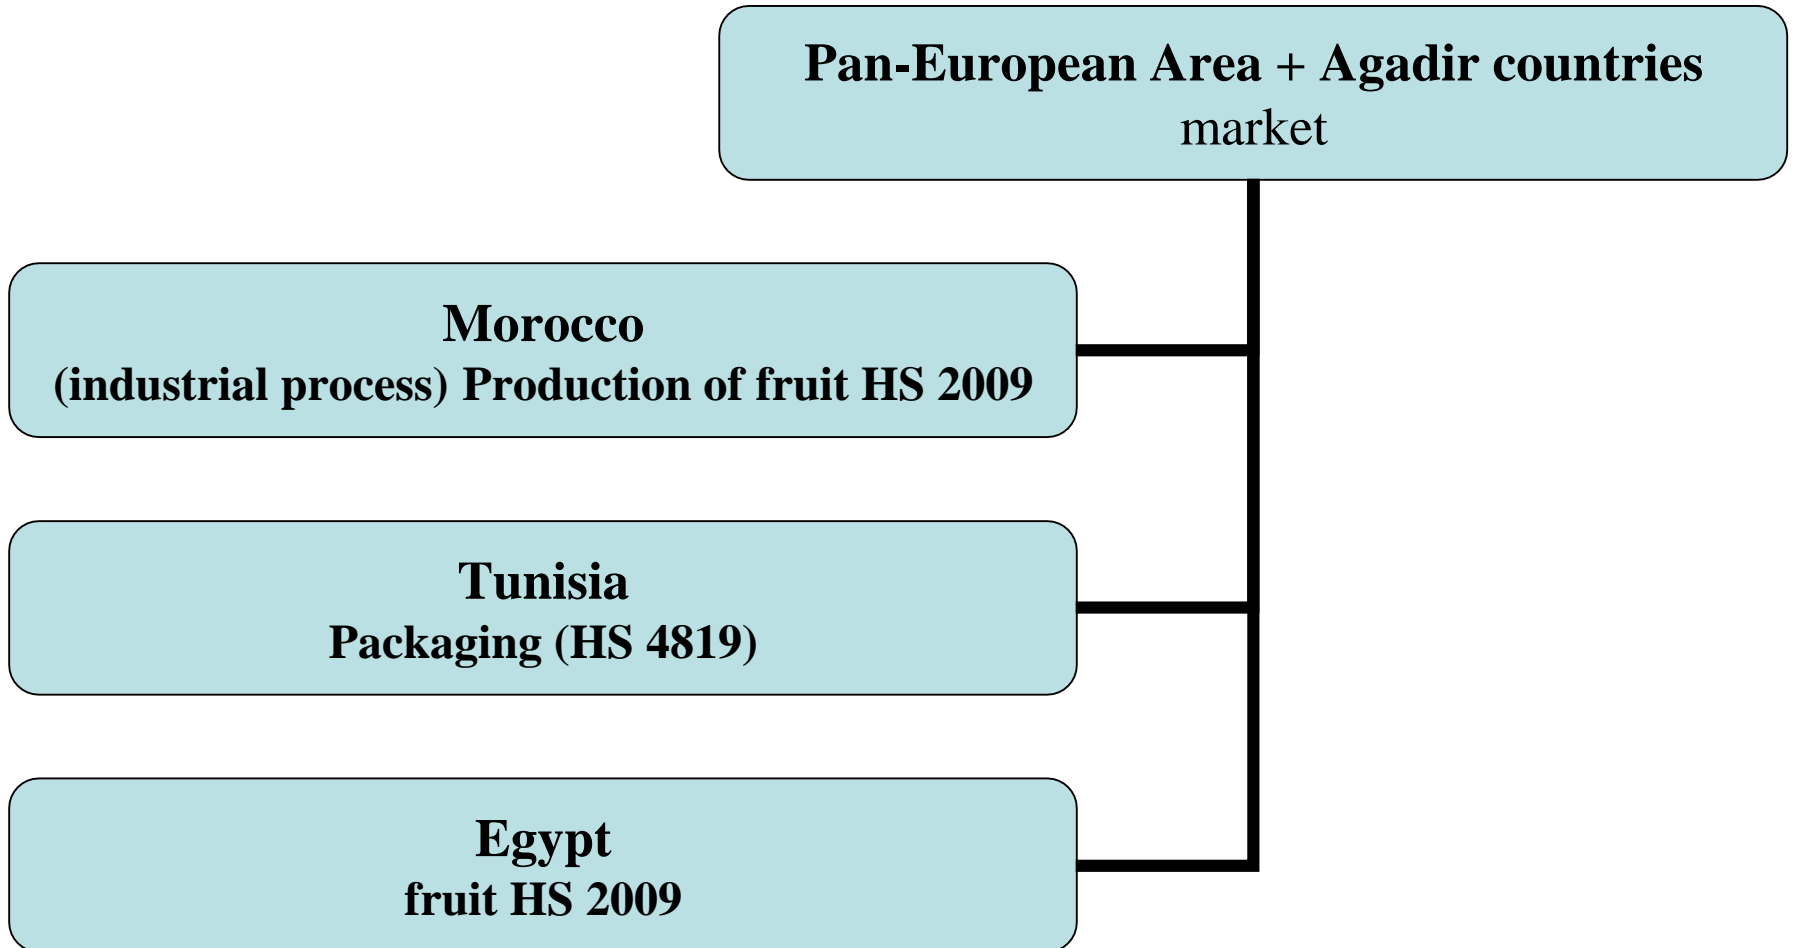 Pan-European Area + Agadir countries
market
Morocco
(industrial process) Production of fruit HS 2009
Tunisia
Packaging (HS 4819)
Egypt
fruit HS 2009